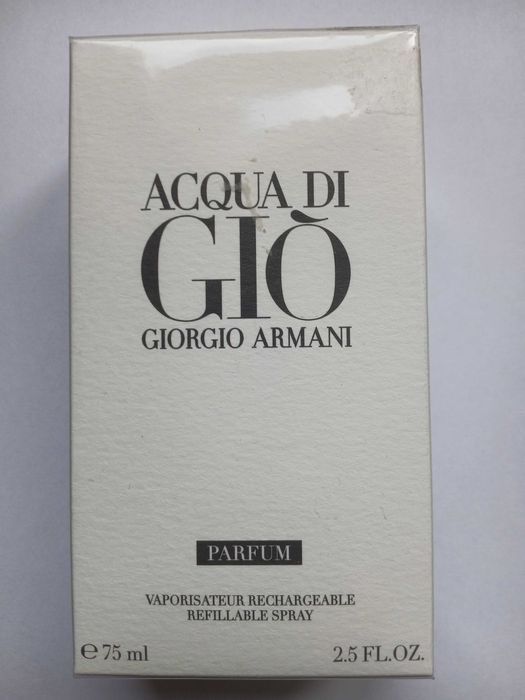 ACQUA DI
GIÒ
GIORGIO ARMANI
PARFUM
VAPORISATEUR RECHARGEABLE
REFILLABLE SPRAY
℮ 75 ml 2.5 FL.OZ.